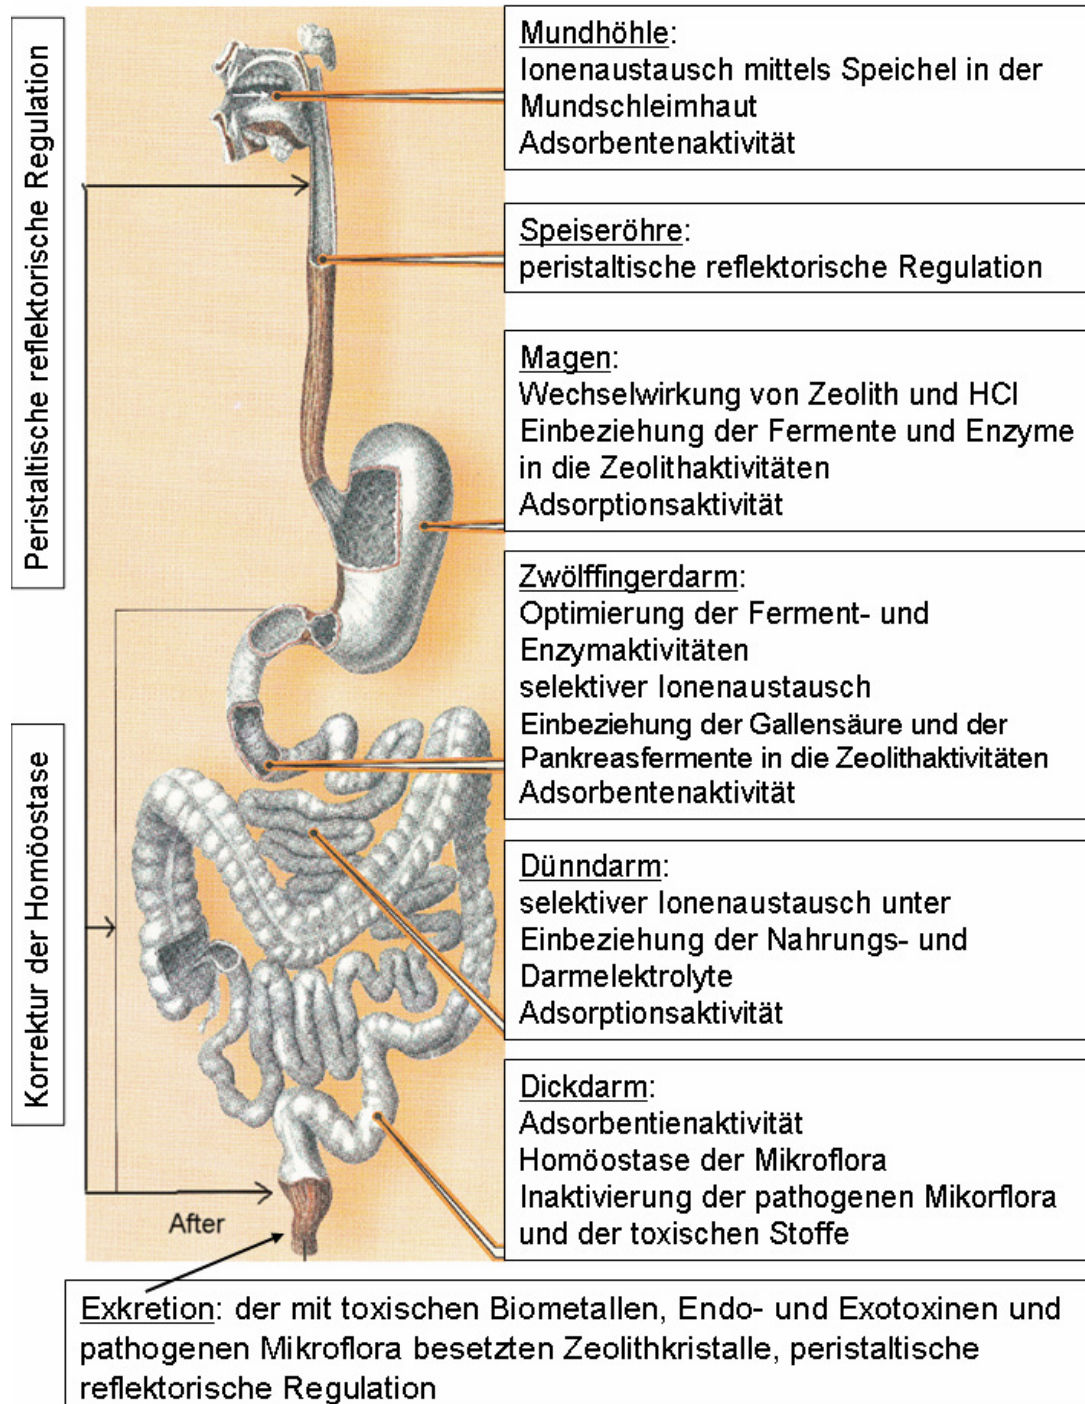 Peristaltische reflektorische Regulation
Korrektur der Homöostase
Mundhöhle:
Ionenaustausch mittels Speichel in der
Mundschleimhaut
Adsorbentenaktivität
Speiseröhre:
peristaltische reflektorische Regulation
Magen:
Wechselwirkung von Zeolith und HCl
Einbeziehung der Fermente und Enzyme
in die Zeolithaktivitäten
Adsorptionsaktivität
Zwölffingerdarm:
Optimierung der Ferment- und
Enzymaktivitäten
selektiver Ionenaustausch
Einbeziehung der Gallensäure und der
Pankreasfermente in die Zeolithaktivitäten
Adsorbentenaktivität
Dünndarm:
selektiver Ionenaustausch unter
Einbeziehung der Nahrungs- und
Darmelektrolyte
Adsorptionsaktivität
Dickdarm:
Adsorbentienaktivität
Homöostase der Mikroflora
Inaktivierung der pathogenen Mikorflora
und der toxischen Stoffe
After
Exkretion: der mit toxischen Biometallen, Endo- und Exotoxinen und
pathogenen Mikroflora besetzten Zeolithkristalle, peristaltische
reflektorische Regulation